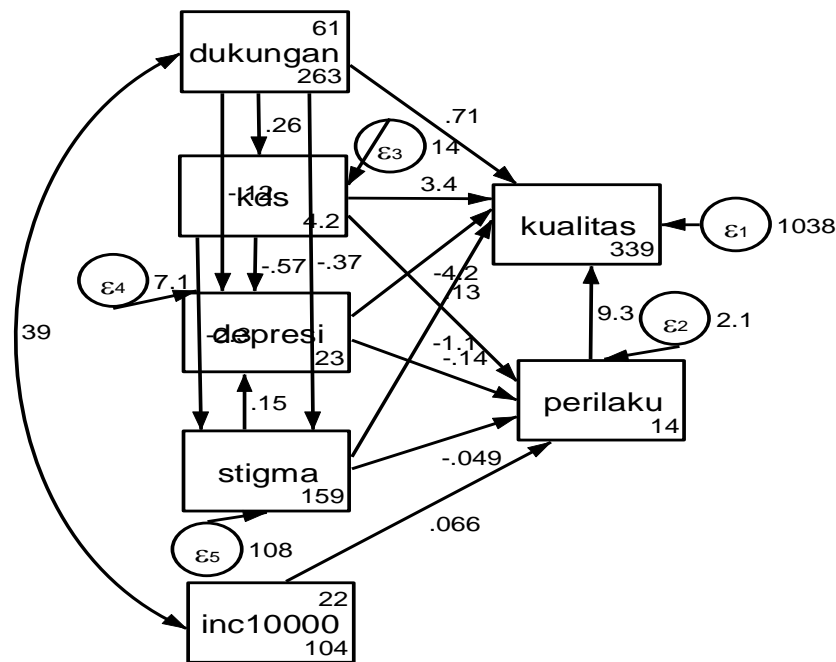 61
dukungan
263
.26
.71
ε3
14
-.12
kds
4.2
3.4
kualitas
339
ε1
1038
-.57
-.37
ε4
7.1
-4.2
.13
39
depresi
23
9.3
ε2
2.1
-1.1
-.14
perilaku
14
.15
stigma
159
-.049
ε5
108
.066
22
inc10000
104